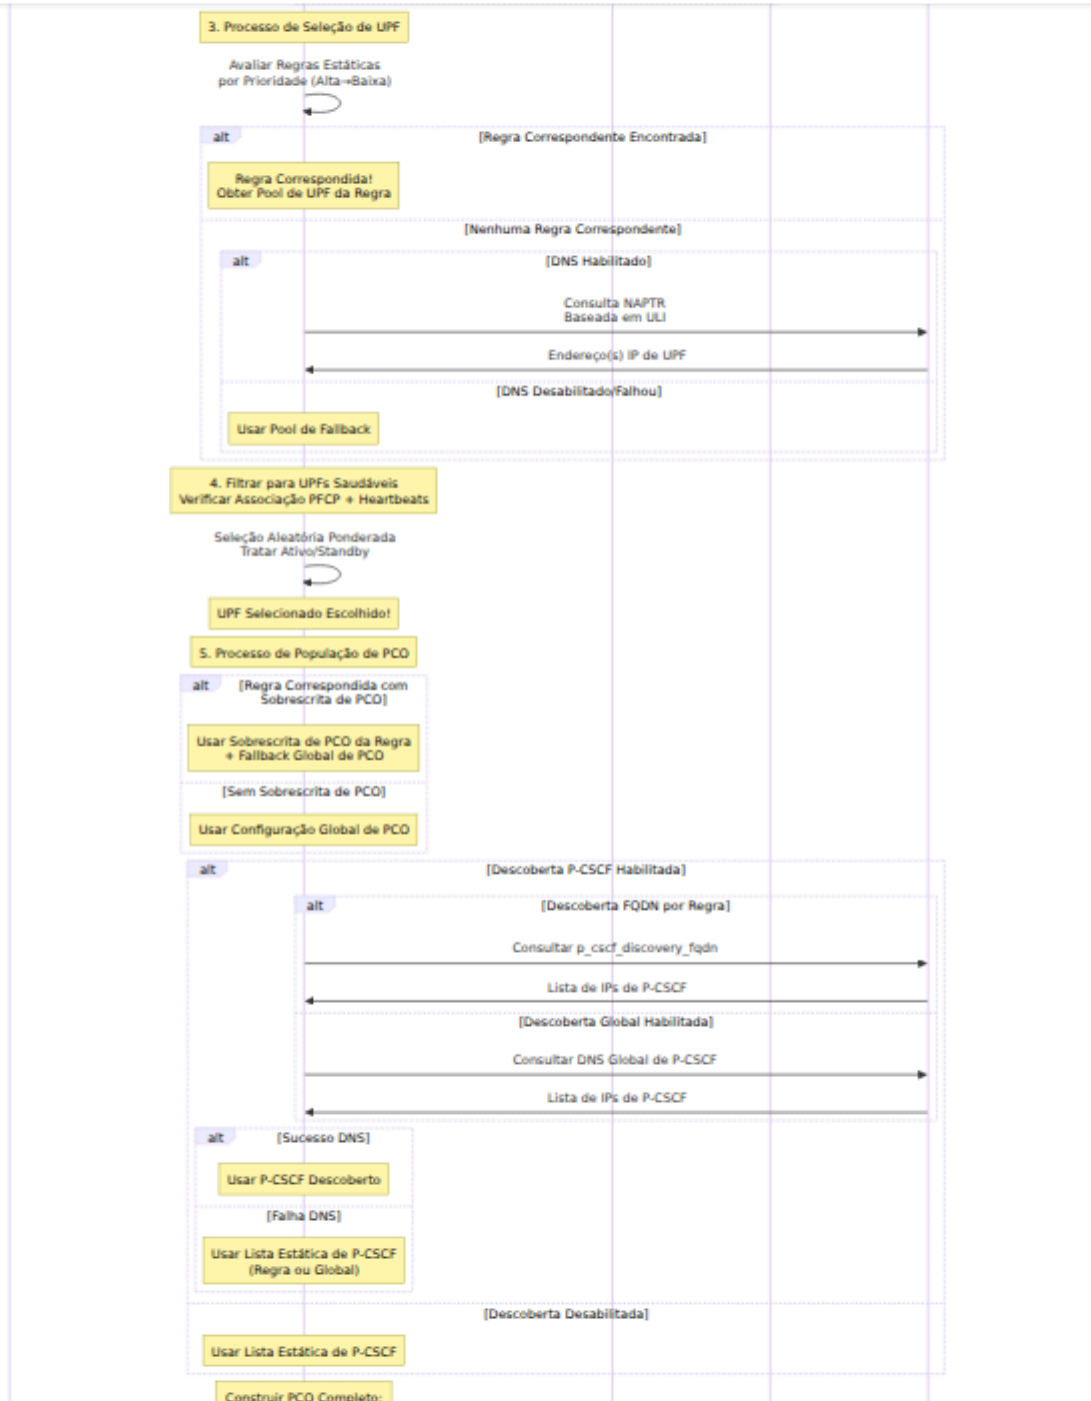 3. Processo de Seleção de UPF
Avaliar Regras Estáticas
por Prioridade (Alta→Baixa)
alt
[Regra Correspondente Encontrada]
Regra Correspondida!
Obter Pool de UPF da Regra
[Nenhuma Regra Correspondente]
alt
[DNS Habilitado]
Consulta NAPTR
Baseada em ULI
Endereço(s) IP de UPF
[DNS Desabilitado/Falhou]
Usar Pool de Fallback
4. Filtrar para UPFs Saudáveis
Verificar Associação PFCP + Heartbeats
Seleção Aleatória Ponderada
Tratar Ativo/Standby
UPF Selecionado Escolhido!
5. Processo de População de PCO
alt
[Regra Correspondida com
Sobrescrita de PCO]
Usar Sobrescrita de PCO da Regra
+ Fallback Global de PCO
[Sem Sobrescrita de PCO]
Usar Configuração Global de PCO
alt
[Descoberta P-CSCF Habilitada]
alt
[Descoberta FQDN por Regra]
Consultar p_cscf_discovery_fqdn
Lista de IPs de P-CSCF
[Descoberta Global Habilitada]
Consultar DNS Global de P-CSCF
Lista de IPs de P-CSCF
alt
[Sucesso DNS]
Usar P-CSCF Descoberto
[Falha DNS]
Usar Lista Estática de P-CSCF
(Regra ou Global)
[Descoberta Desabilitada]
Usar Lista Estática de P-CSCF
Construir PCO Completo: